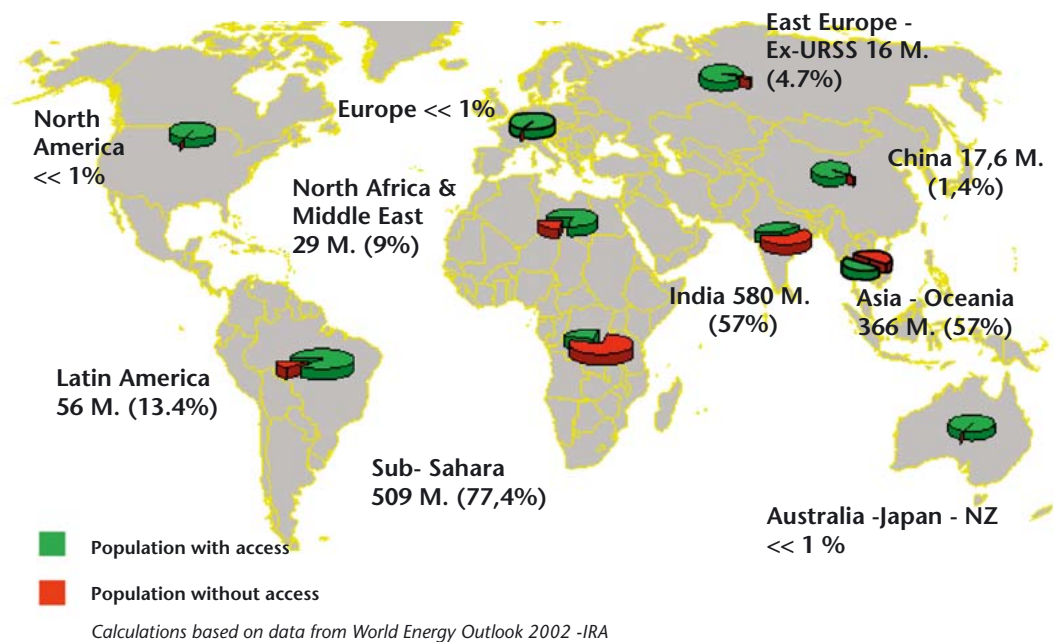 East Europe -
Ex-URSS 16 M.
(4.7%)
Europe << 1%
North
America
<< 1%
China 17,6 M.
(1,4%)
North Africa &
Middle East
29 M. (9%)
India 580 M.
(57%)
Asia - Oceania
366 M. (57%)
Latin America
56 M. (13.4%)
Sub- Sahara
509 M. (77,4%)
Australia -Japan - NZ
<< 1 %
Population with access
Population without access
Calculations based on data from World Energy Outlook 2002 -IRA